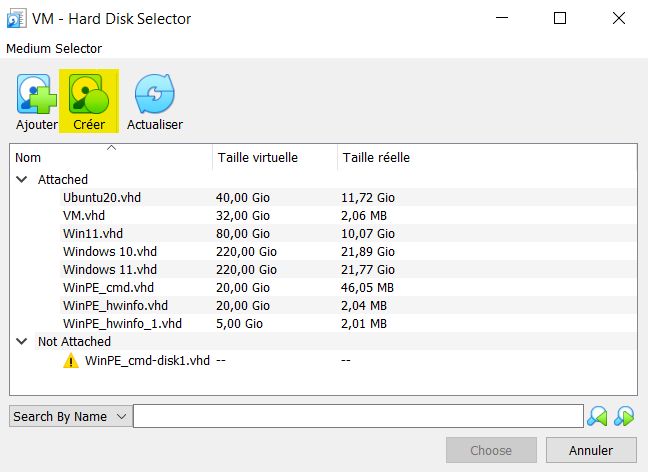 VM - Hard Disk Selector
Medium Selector
Ajouter Créer Actualiser
Nom Taille virtuelle Taille réelle
Attached
Ubuntu20.vhd 40,00 Gio 11,72 Gio
VM.vhd 32,00 Gio 2,06 MB
Win11.vhd 80,00 Gio 10,07 Gio
Windows 10.vhd 220,00 Gio 21,89 Gio
Windows 11.vhd 220,00 Gio 21,77 Gio
WinPE_cmd.vhd 20,00 Gio 46,05 MB
WinPE_hwinfo.vhd 20,00 Gio 2,04 MB
WinPE_hwinfo_1.vhd 5,00 Gio 2,01 MB
Not Attached
WinPE_cmd-disk1.vhd -- --
Search By Name
Choose Annuler